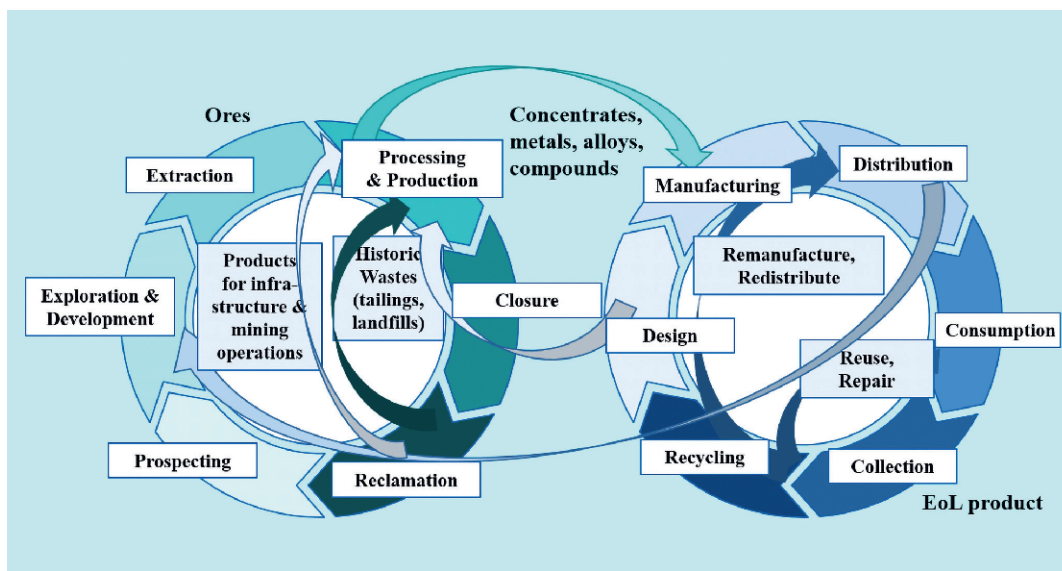 Ores
Concentrates,
metals, alloys,
compounds
Processing
& Production
Extraction
Manufacturing
Distribution
Products
for infra-
structure &
mining
operations
Historic
Wastes
(tailings,
landfills)
Remanufacture,
Redistribute
Exploration &
Development
Closure
Design
Consumption
Reuse,
Repair
Prospecting
Reclamation
Recycling
Collection
EoL product